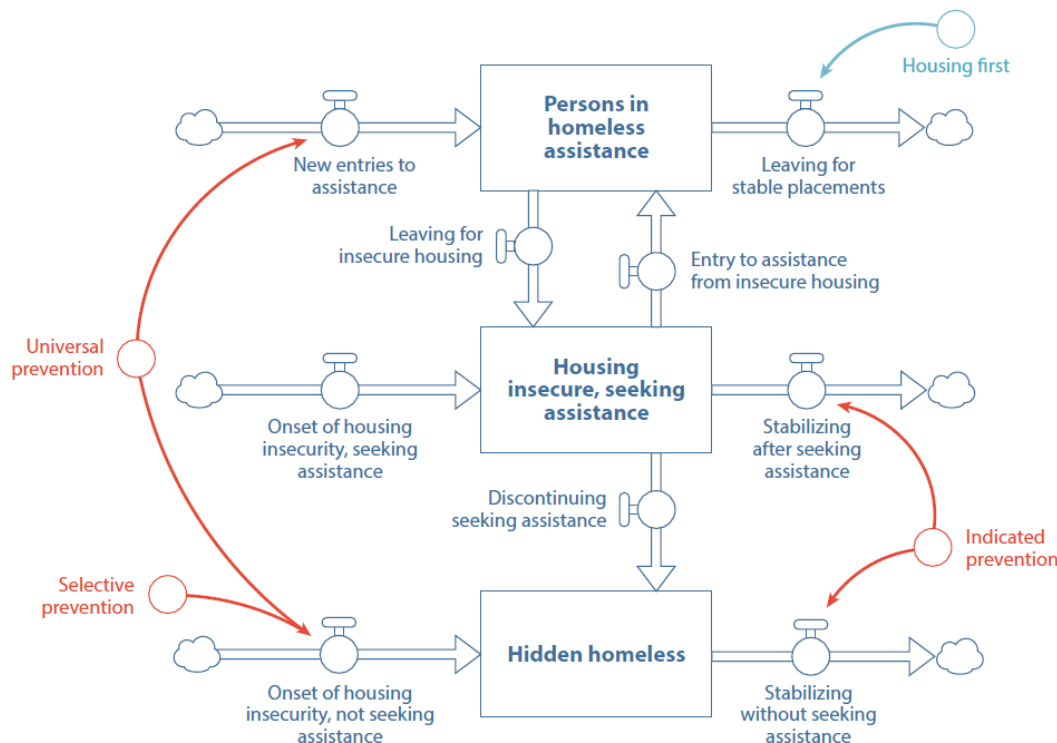 Housing first
Persons in
homeless
assistance
New entries to
assistance
Leaving for
stable placements
Leaving for
insecure housing
Entry to assistance
from insecure housing
Universal
prevention
Housing
insecure, seeking
assistance
Onset of housing
insecurity, seeking
assistance
Stabilizing
after seeking
assistance
Discontinuing
seeking assistance
Indicated
prevention
Selective
prevention
Hidden homeless
Onset of housing
insecurity, not seeking
assistance
Stabilizing
without seeking
assistance